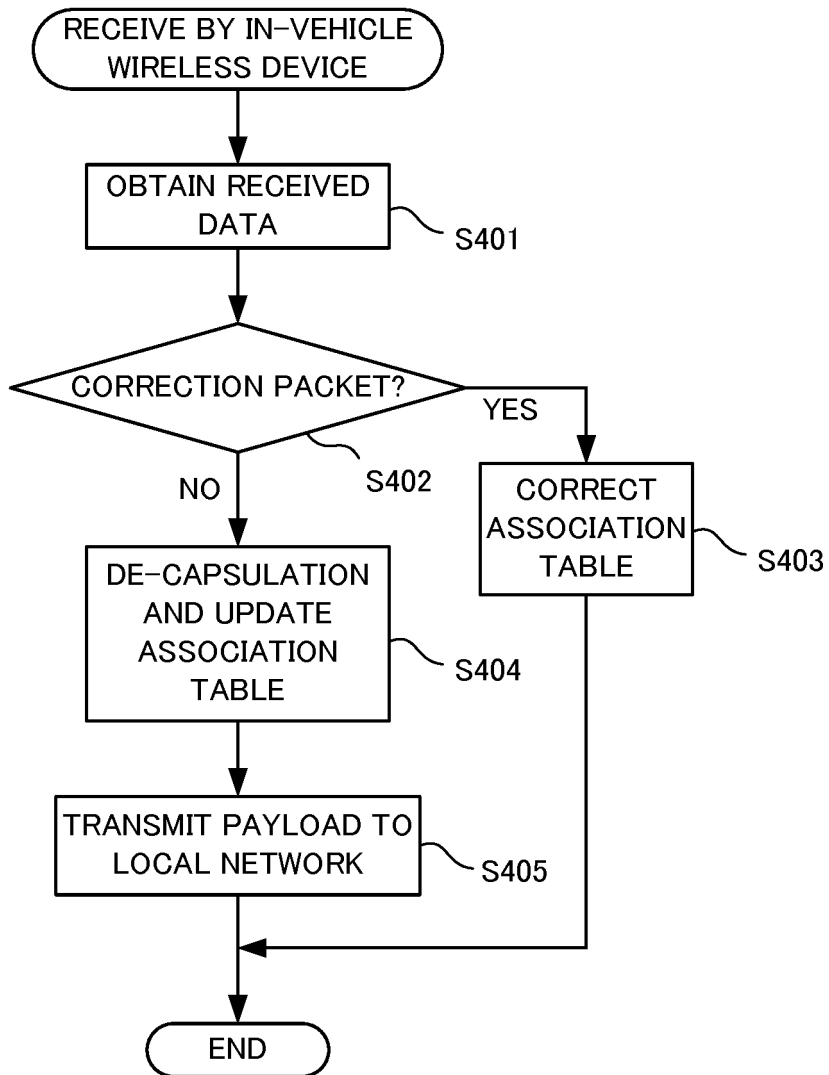 RECEIVE BY IN-VEHICLE
WIRELESS DEVICE
OBTAIN RECEIVED
DATA
S401
CORRECTION PACKET?
S402
YES
NO
CORRECT
ASSOCIATION
TABLE
S403
DE-CAPSULATION
AND UPDATE
ASSOCIATION
TABLE
S404
TRANSMIT PAYLOAD TO
LOCAL NETWORK
S405
END